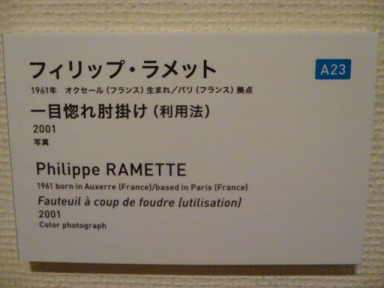 フィリップ・ラメット
A23
1961年 オクセール(フランス)生まれ/パリ(フランス)拠点
一目惚れ肘掛け(利用法)
2001
写真
Philippe RAMETTE
1961 born in Auxerre (France)/based in Paris (France)
Fauteuil à coup de foudre (utilisation)
2001
Color photograph